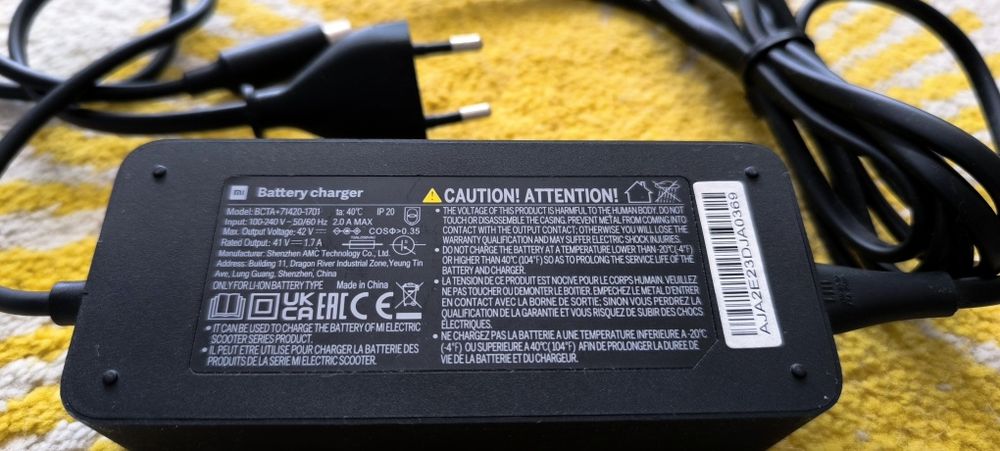 mi Battery charger
Model: BCTA+71420-1701 ta: 40℃ IP 20
Input: 100-240 V ~ 50/60 Hz 2.0 A MAX
Max. Output Voltage: 42 V ⎓ COSΦ>0.35
Rated Output: 41 V ⎓ 1.7 A
Manufacturer: Shenzhen AMC Technology Co., Ltd.
Address: Building 11, Dragon River Industrial Zone, Yeung Tin
Ave, Lung Guang, Shenzhen, China
ONLY FOR LI-ION BATTERY TYPE Made in China
UK CA EAC CE
• IT CAN BE USED TO CHARGE THE BATTERY OF MI ELECTRIC
SCOOTER SERIES PRODUCT.
• IL PEUT ETRE UTILISE POUR CHARGER LA BATTERIE DES
PRODUITS DE LA SERIE MI ELECTRIC SCOOTER.
CAUTION! ATTENTION!
• THE VOLTAGE OF THIS PRODUCT IS HARMFUL TO THE HUMAN BODY. DO NOT
TOUCH OR DISASSEMBLE THE CASING, PREVENT METAL FROM COMING IN
CONTACT WITH THE OUTPUT CONTACT; OTHERWISE YOU WILL LOSE THE
WARRANTY QUALIFICATION AND MAY SUFFER ELECTRIC SHOCK INJURIES.
• DO NOT CHARGE THE BATTERY AT A TEMPERATURE LOWER THAN -20℃ (-4°F)
OR HIGHER THAN 40℃ (104°F) SO AS TO PROLONG THE SERVICE LIFE OF THE
BATTERY AND CHARGER.
• LA TENSION DE CE PRODUIT EST NOCIVE POUR LE CORPS HUMAIN. VEUILLEZ
NE PAS TOUCHER OU DEMONTER LE BOITIER. EMPECHEZ LE METAL D'ENTRER
EN CONTACT AVEC LA BORNE DE SORTIE; SINON VOUS PERDREZ LA
QUALIFICATION DE LA GARANTIE ET VOUS RISQUEZ DE SUBIR DES CHOCS
ÉLECTRIQUES.
• NE CHARGEZ PAS LA BATTERIE A UNE TEMPERATURE INFERIEURE A -20℃
(-4°F) OU SUPERIEURE A 40℃ (104°F) AFIN DE PROLONGER LA DUREE DE
VIE DE LA BATTERIE ET DU CHARGEUR.
AJA2E23DJA0369